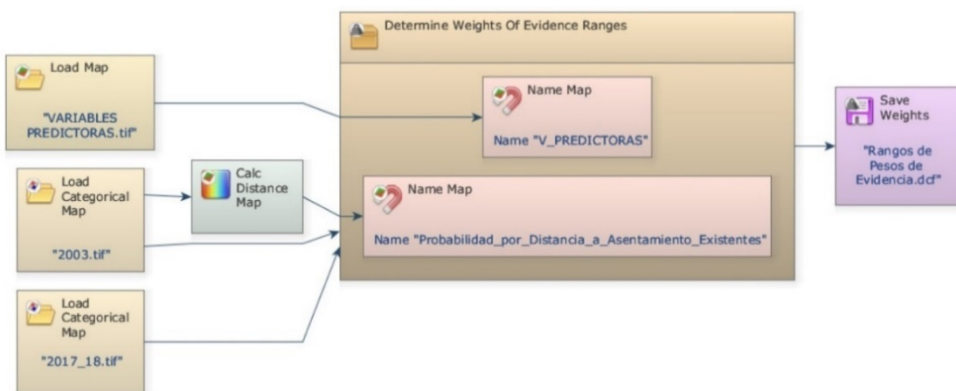 Determine Weights Of Evidence Ranges
Load Map
"VARIABLES
PREDICTORAS.tif"
Name Map
Name "V_PREDICTORAS"
Save
Weights
"Rangos de
Pesos de
Evidencia.dcf"
Load
Categorical
Map
"2003.tif"
Calc
Distance
Map
Name Map
Name "Probabilidad_por_Distancia_a_Asentamiento_Existentes"
Load
Categorical
Map
"2017_18.tif"